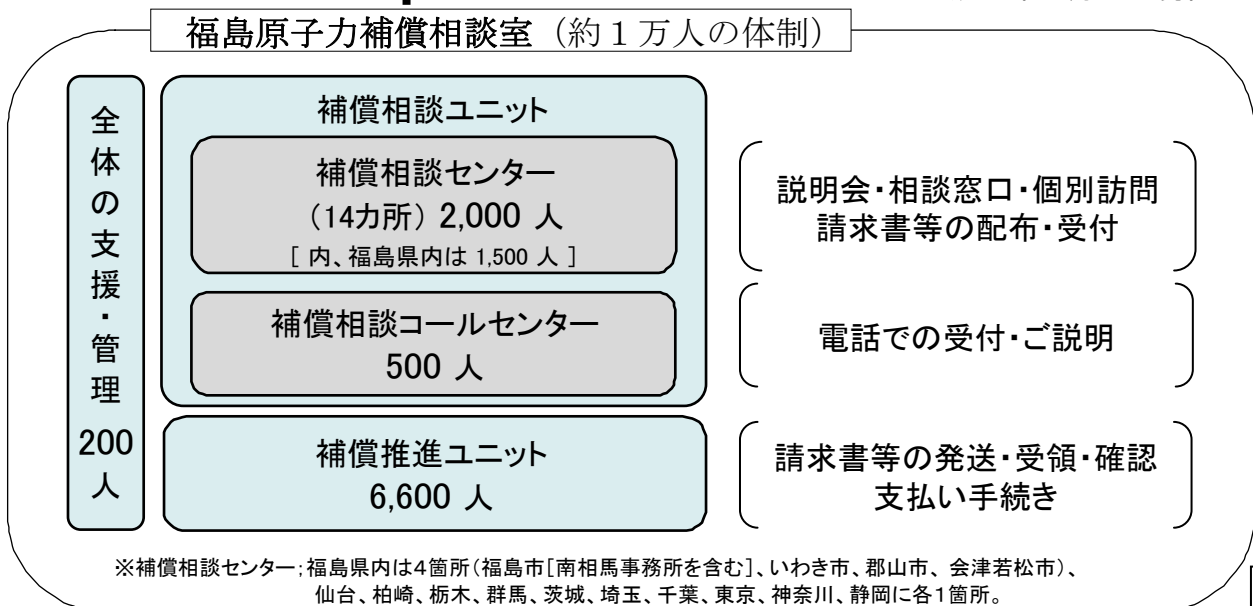 福島原子力補償相談室（約１万人の体制）
全体の支援・管理
200
人
補償相談ユニット
補償相談センター
（14カ所） 2,000 人
［ 内、福島県内は 1,500 人 ］
説明会・相談窓口・個別訪問
請求書等の配布・受付
補償相談コールセンター
500 人
電話での受付・ご説明
補償推進ユニット
6,600 人
請求書等の発送・受領・確認
支払い手続き
※補償相談センター；福島県内は４箇所（福島市［南相馬事務所を含む］、いわき市、郡山市、会津若松市）、
仙台、柏崎、栃木、群馬、茨城、埼玉、千葉、東京、神奈川、静岡に各１箇所。